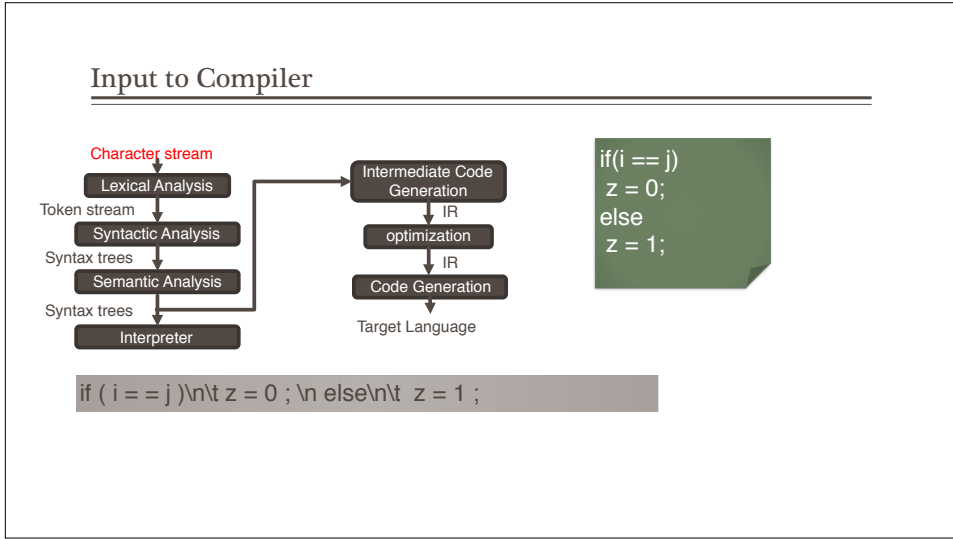 Input to Compiler
Character stream
Lexical Analysis
Token stream
Syntactic Analysis
Syntax trees
Semantic Analysis
Syntax trees
Interpreter
Intermediate Code
Generation
IR
optimization
IR
Code Generation
Target Language
if(i == j)
z = 0;
else
z = 1;
if ( i = = j )\n\t z = 0 ; \n else\n\t  z = 1 ;